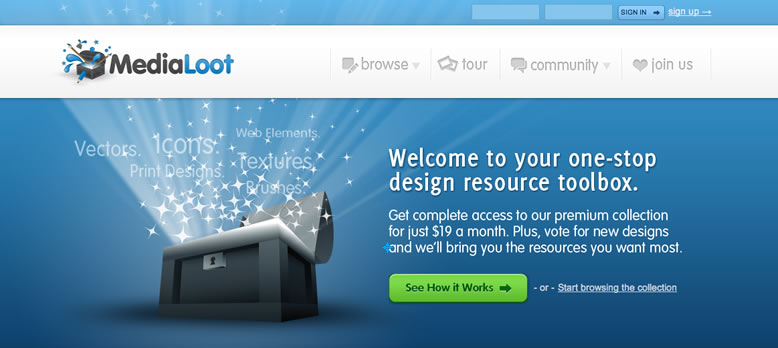 SIGN IN
sign up →
MediaLoot
browse
tour
community
join us
Vectors.
Icons.
Web Elements.
Print Designs.
Textures.
Brushes.
Welcome to your one-stop
design resource toolbox.
Get complete access to our premium collection
for just $19 a month. Plus, vote for new designs
and we'll bring you the resources you want most.
See How it Works
- or - Start browsing the collection